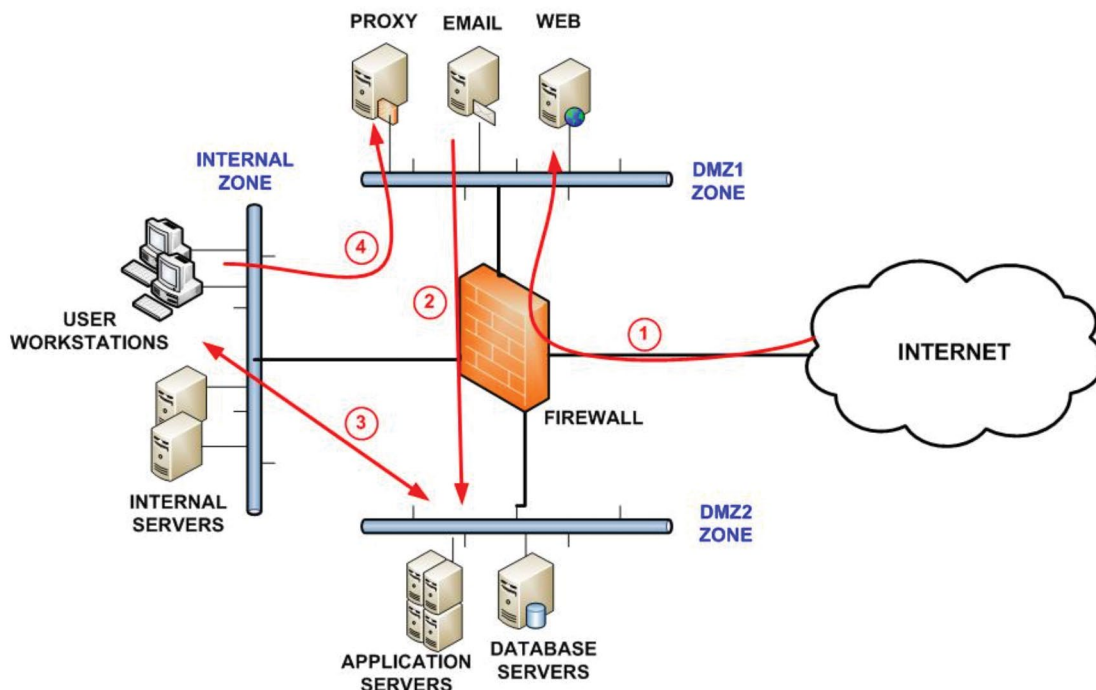 PROXY
EMAIL
WEB
INTERNAL
ZONE
DMZ1
ZONE
4
2
1
USER
WORKSTATIONS
INTERNET
FIREWALL
3
INTERNAL
SERVERS
DMZ2
ZONE
APPLICATION
SERVERS
DATABASE
SERVERS